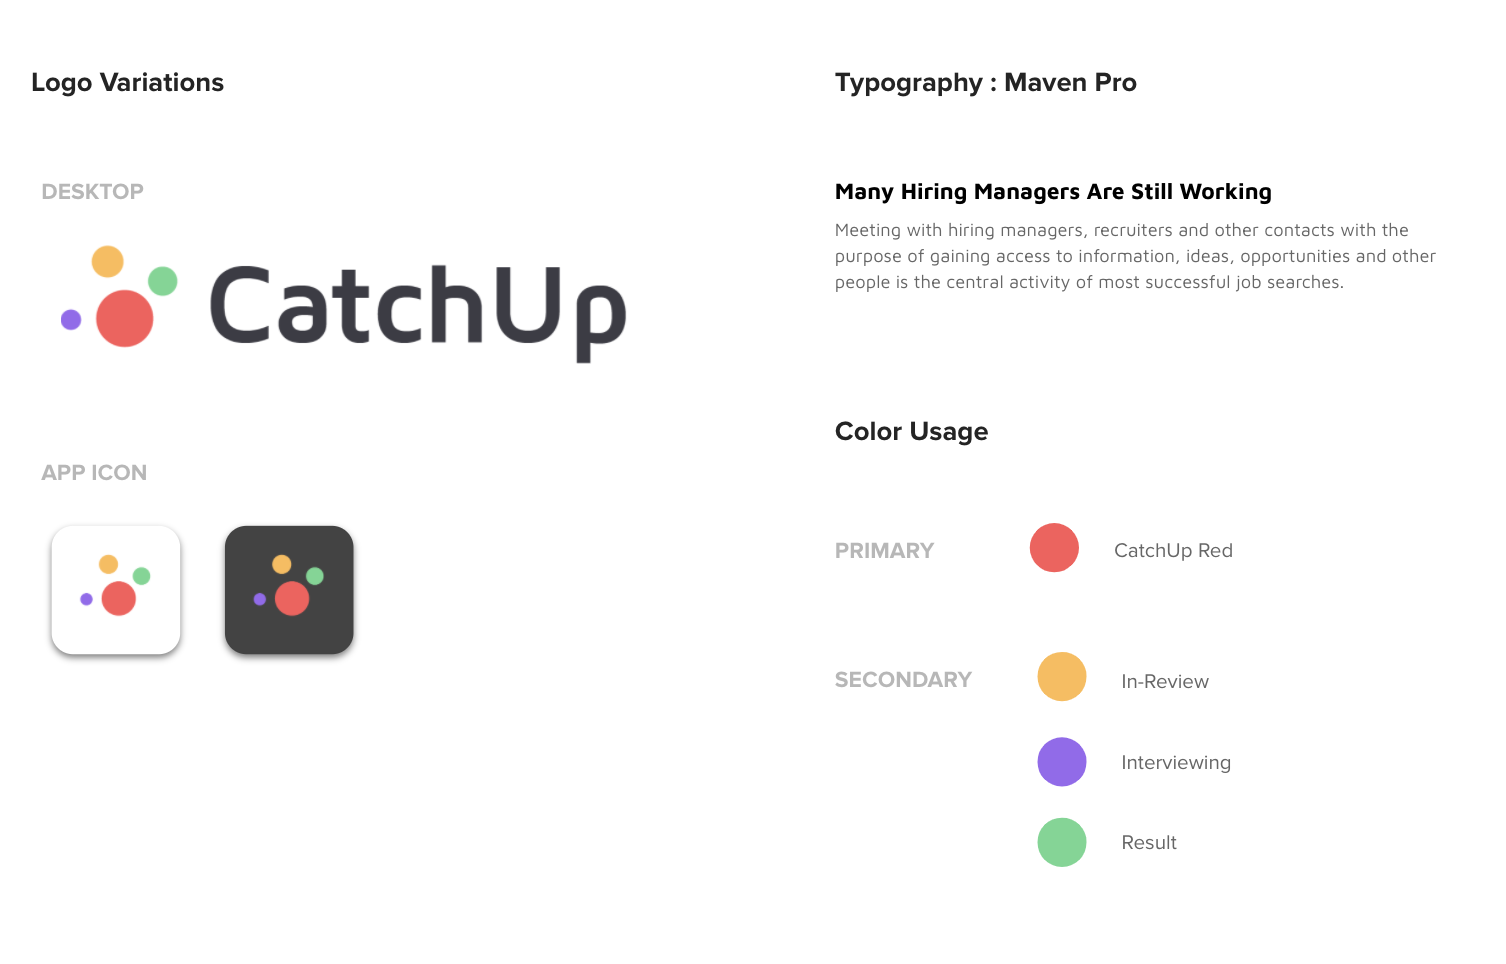 Logo Variations
DESKTOP
CatchUp
APP ICON
Typography : Maven Pro
Many Hiring Managers Are Still Working
Meeting with hiring managers, recruiters and other contacts with the
purpose of gaining access to information, ideas, opportunities and other
people is the central activity of most successful job searches.
Color Usage
PRIMARY
CatchUp Red
SECONDARY
In-Review
Interviewing
Result